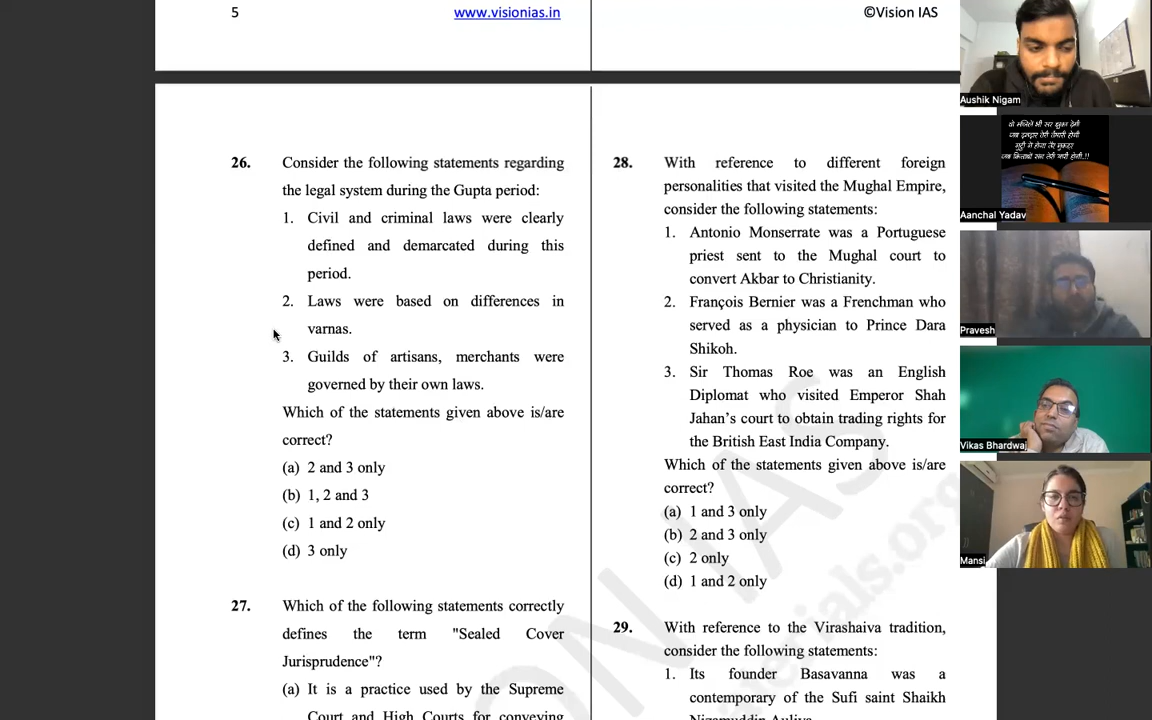 5
www.visionias.in
©Vision IAS
26. Consider the following statements regarding
the legal system during the Gupta period:
1. Civil and criminal laws were clearly
defined and demarcated during this
period.
2. Laws were based on differences in
varnas.
3. Guilds of artisans, merchants were
governed by their own laws.
Which of the statements given above is/are
correct?
(a) 2 and 3 only
(b) 1, 2 and 3
(c) 1 and 2 only
(d) 3 only
27. Which of the following statements correctly
defines the term "Sealed Cover
Jurisprudence"?
(a) It is a practice used by the Supreme
Court and High Courts for conveying
28. With reference to different foreign
personalities that visited the Mughal Empire,
consider the following statements:
1. Antonio Monserrate was a Portuguese
priest sent to the Mughal court to
convert Akbar to Christianity.
2. François Bernier was a Frenchman who
served as a physician to Prince Dara
Shikoh.
3. Sir Thomas Roe was an English
Diplomat who visited Emperor Shah
Jahan’s court to obtain trading rights for
the British East India Company.
Which of the statements given above is/are
correct?
(a) 1 and 3 only
(b) 2 and 3 only
(c) 2 only
(d) 1 and 2 only
29. With reference to the Virashaiva tradition,
consider the following statements:
1. Its founder Basavanna was a
contemporary of the Sufi saint Shaikh
Nizamuddin Auliya.
Aushik Nigam
Aanchal Yadav
Pravesh
Vikas Bhardwaj
Mansi